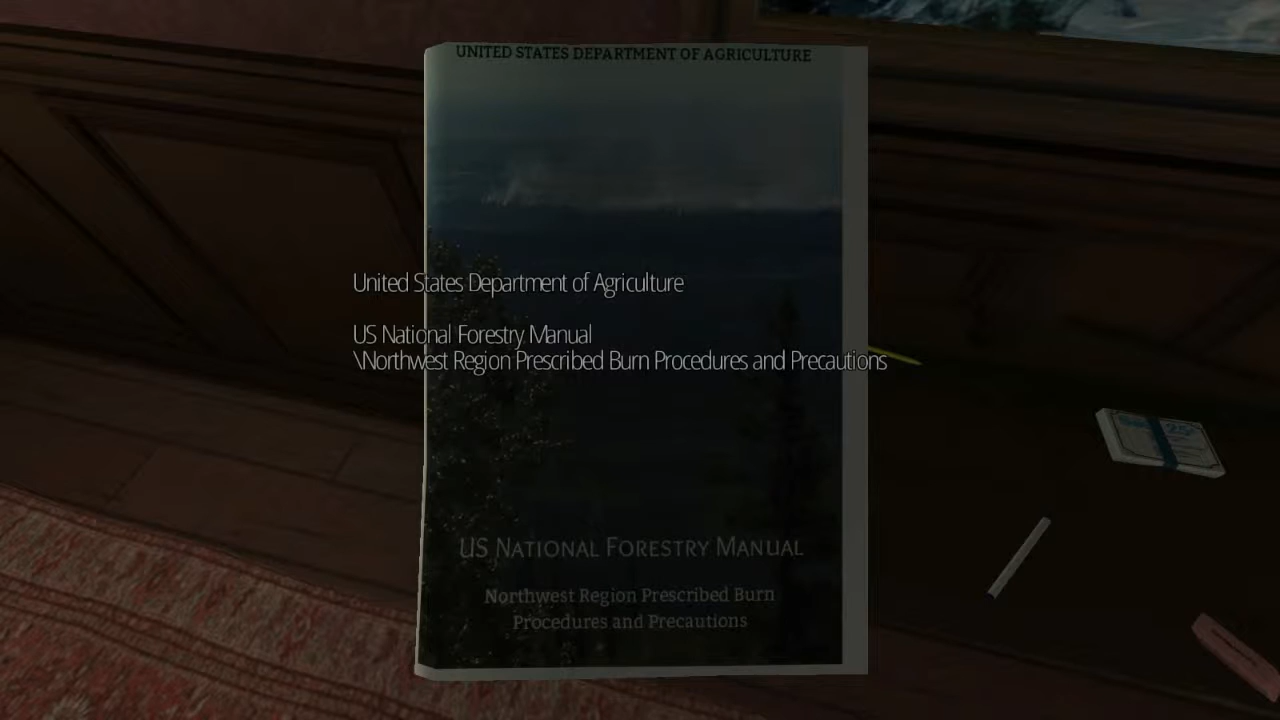 UNITED STATES DEPARTMENT OF AGRICULTURE
United States Department of Agriculture
US National Forestry Manual
\Northwest Region Prescribed Burn Procedures and Precautions
US NATIONAL FORESTRY MANUAL
Northwest Region Prescribed Burn
Procedures and Precautions